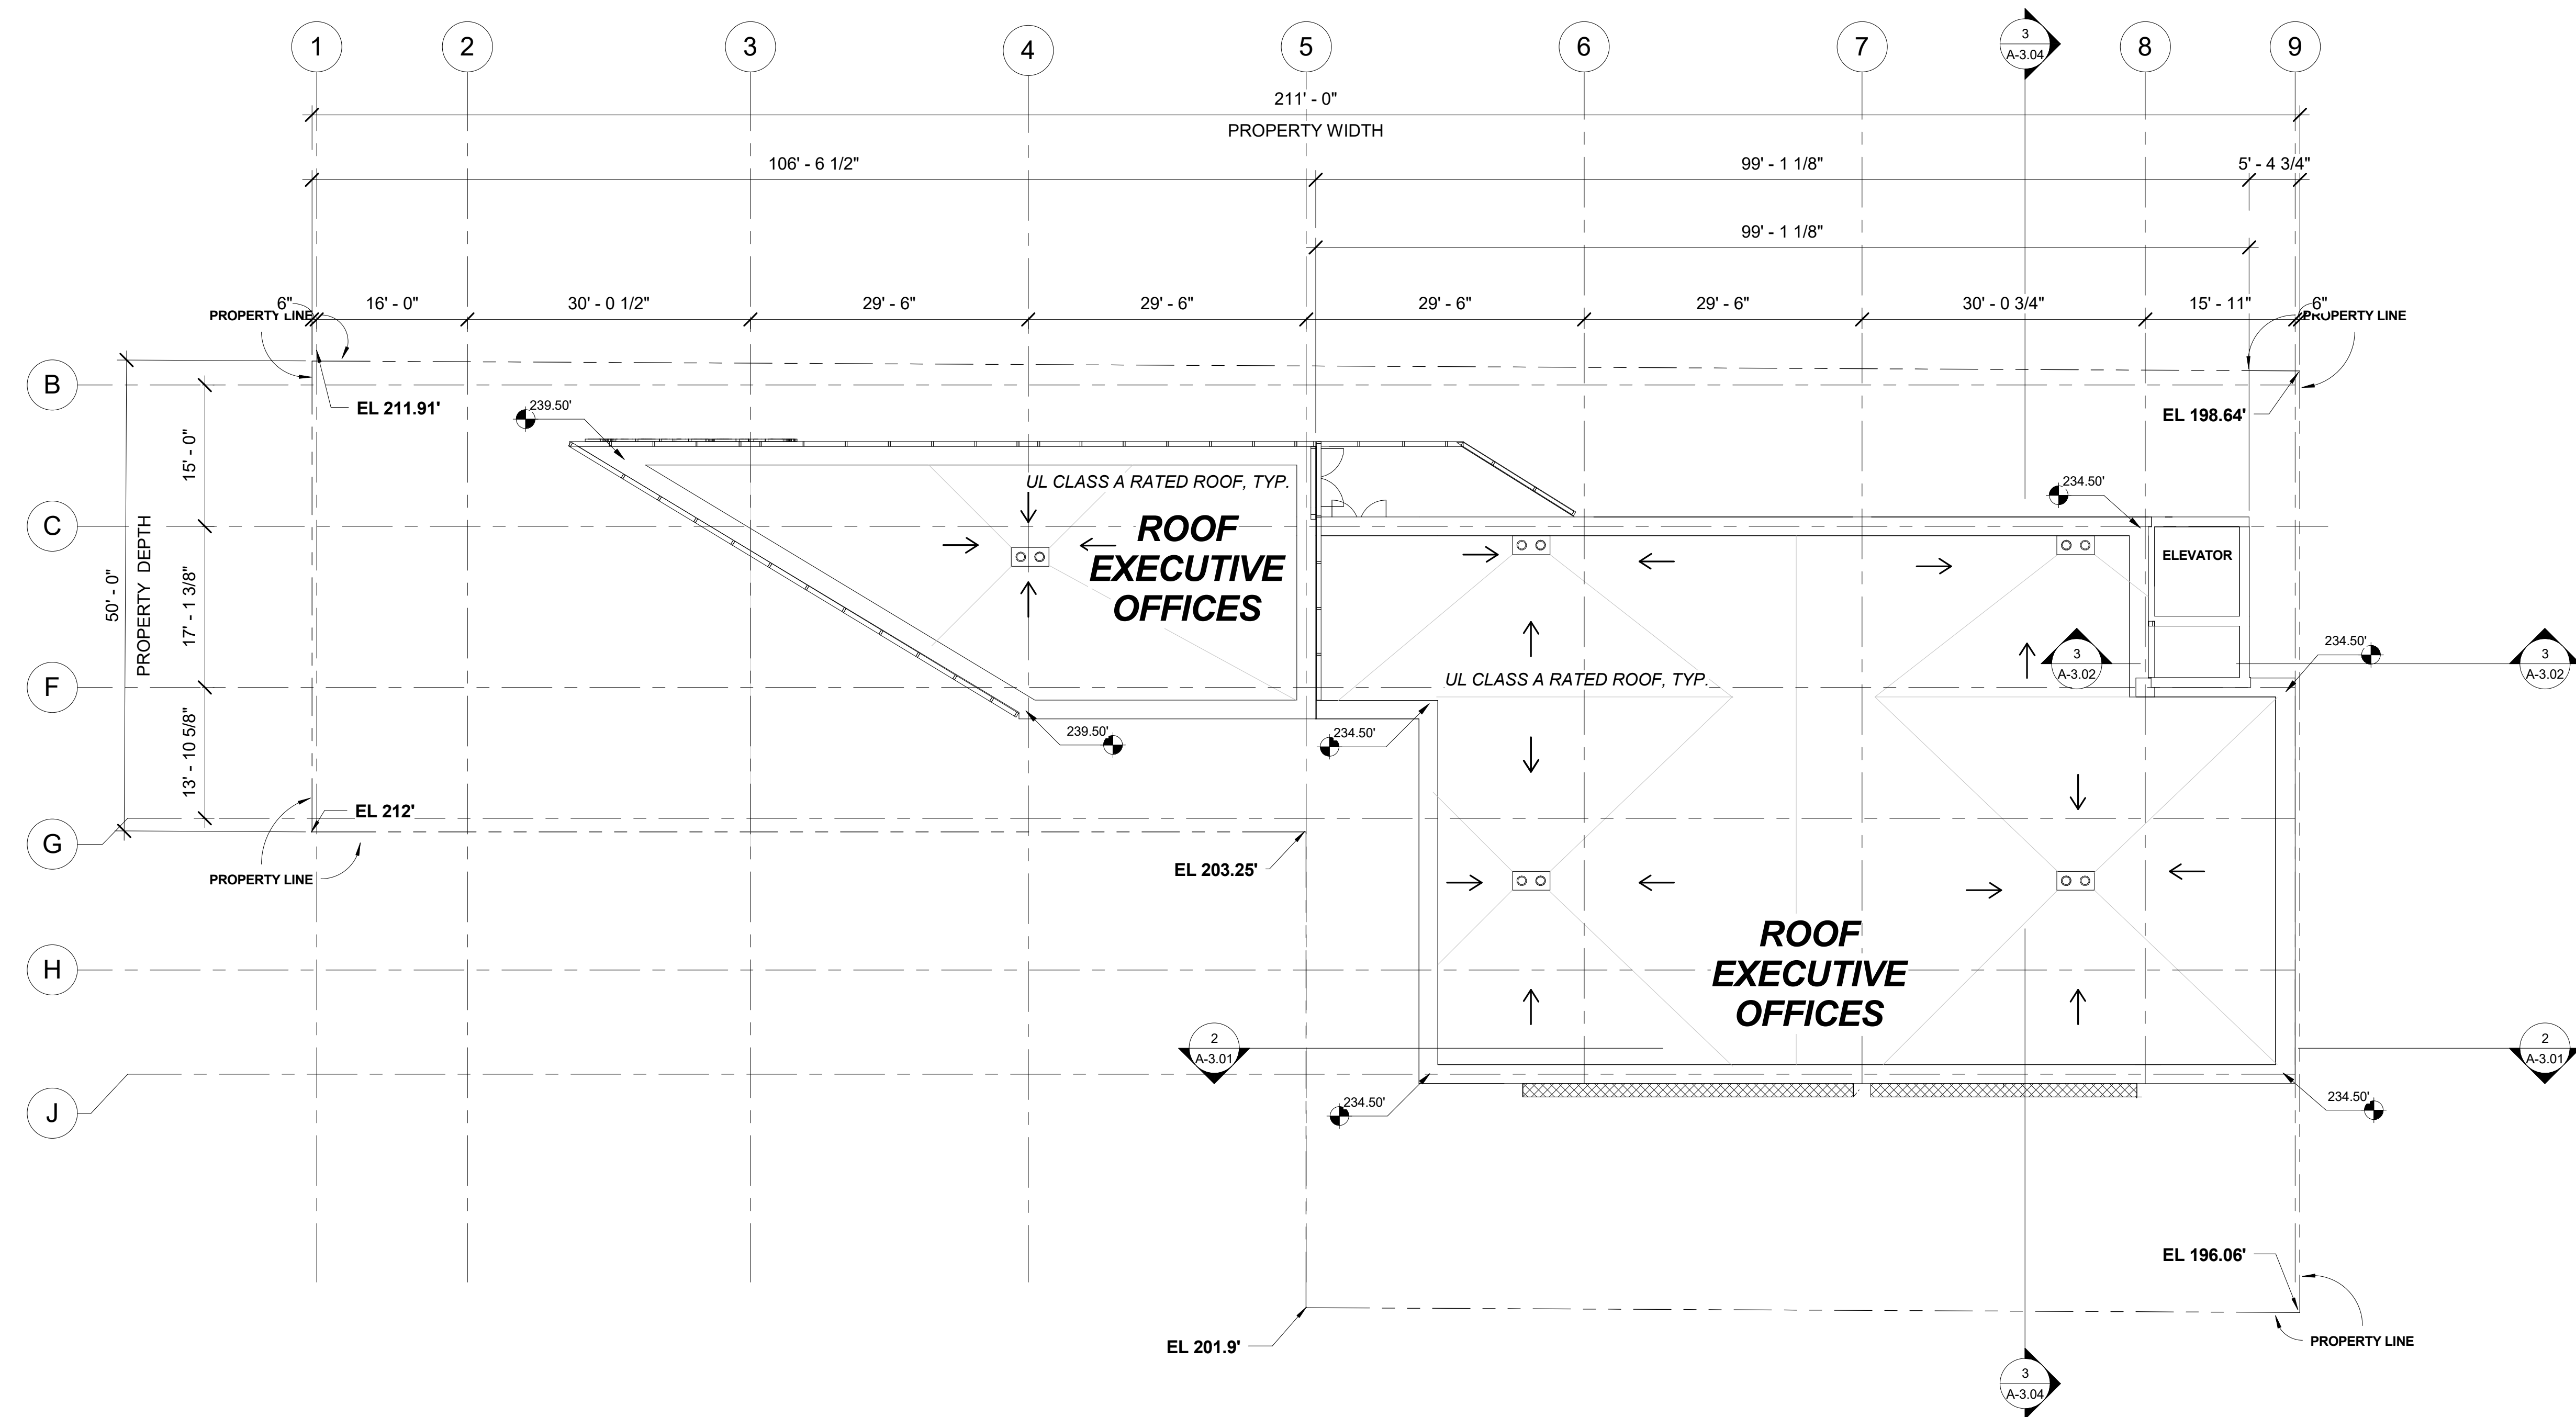 1 2 3 4 5 6 7 8 9
3
A-3.04
211' - 0"
PROPERTY WIDTH
106' - 6 1/2" 99' - 1 1/8" 5' - 4 3/4"
99' - 1 1/8"
6" 16' - 0" 30' - 0 1/2" 29' - 6" 29' - 6" 29' - 6" 29' - 6" 30' - 0 3/4" 15' - 11" 6"
PROPERTY LINE
PROPERTY LINE
B
C
F
G
H
J
50' - 0"
PROPERTY DEPTH
15' - 0"
17' - 1 3/8"
13' - 10 5/8"
EL 211.91'
239.50'
EL 198.64'
UL CLASS A RATED ROOF, TYP.
ROOF
EXECUTIVE
OFFICES
234.50'
ELEVATOR
234.50'
3
A-3.02
3
A-3.02
UL CLASS A RATED ROOF, TYP.
239.50'
234.50'
EL 212'
PROPERTY LINE
EL 203.25'
ROOF
EXECUTIVE
OFFICES
2
A-3.01
2
A-3.01
234.50'
234.50'
EL 196.06'
EL 201.9'
PROPERTY LINE
3
A-3.04